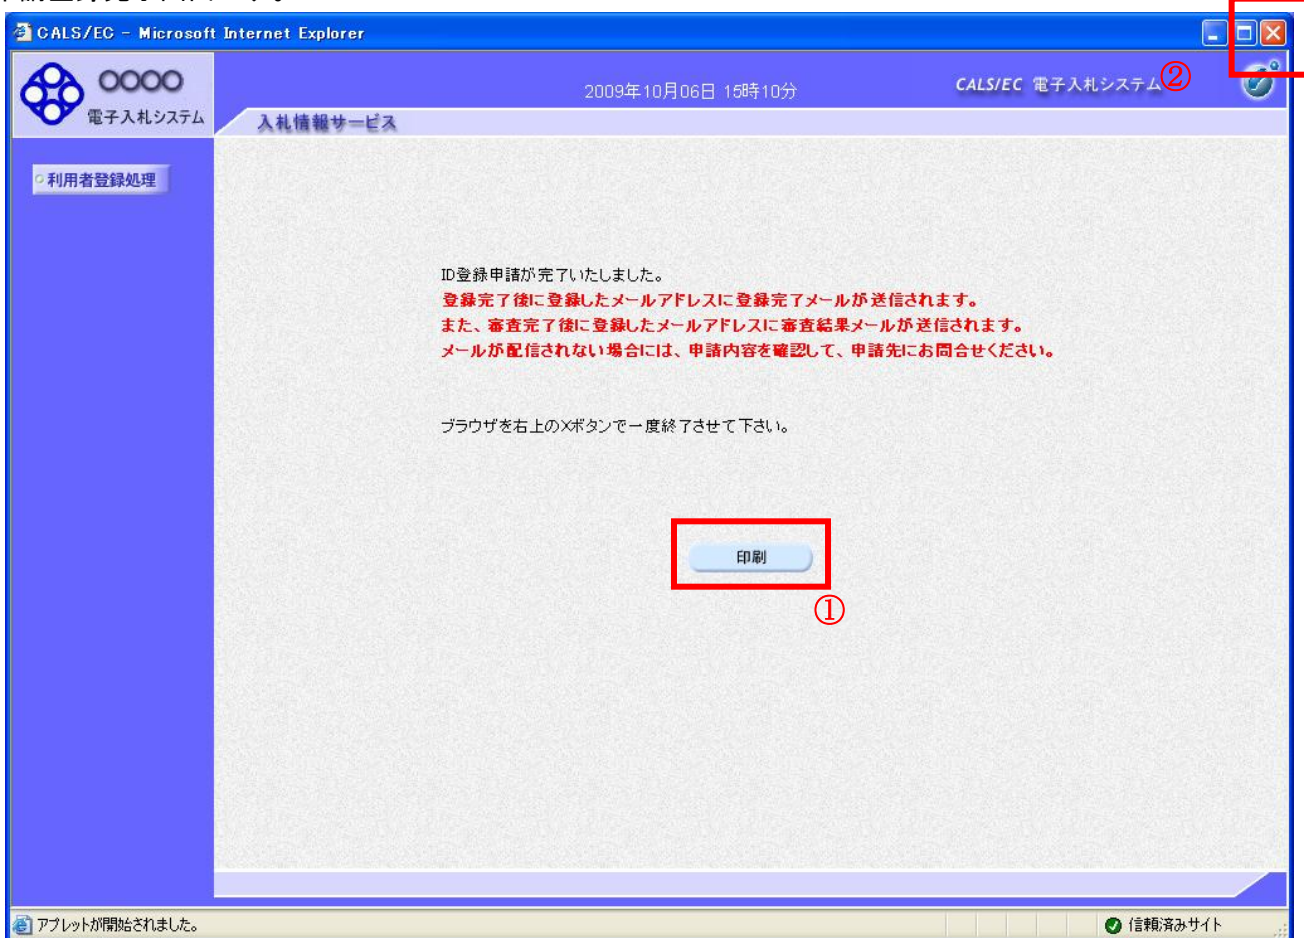 CALS/EC - Microsoft Internet Explorer
○○○○
電子入札システム
2009年10月06日 15時10分
CALS/EC 電子入札システム
②
入札情報サービス
利用者登録処理
ID登録申請が完了いたしました。
登録完了後に登録したメールアドレスに登録完了メールが送信されます。
また、審査完了後に登録したメールアドレスに審査結果メールが送信されます。
メールが配信されない場合には、申請内容を確認して、申請先にお問合せください。
ブラウザを右上の×ボタンで一度終了させて下さい。
印刷
①
アプレットが開始されました。
信頼済みサイト